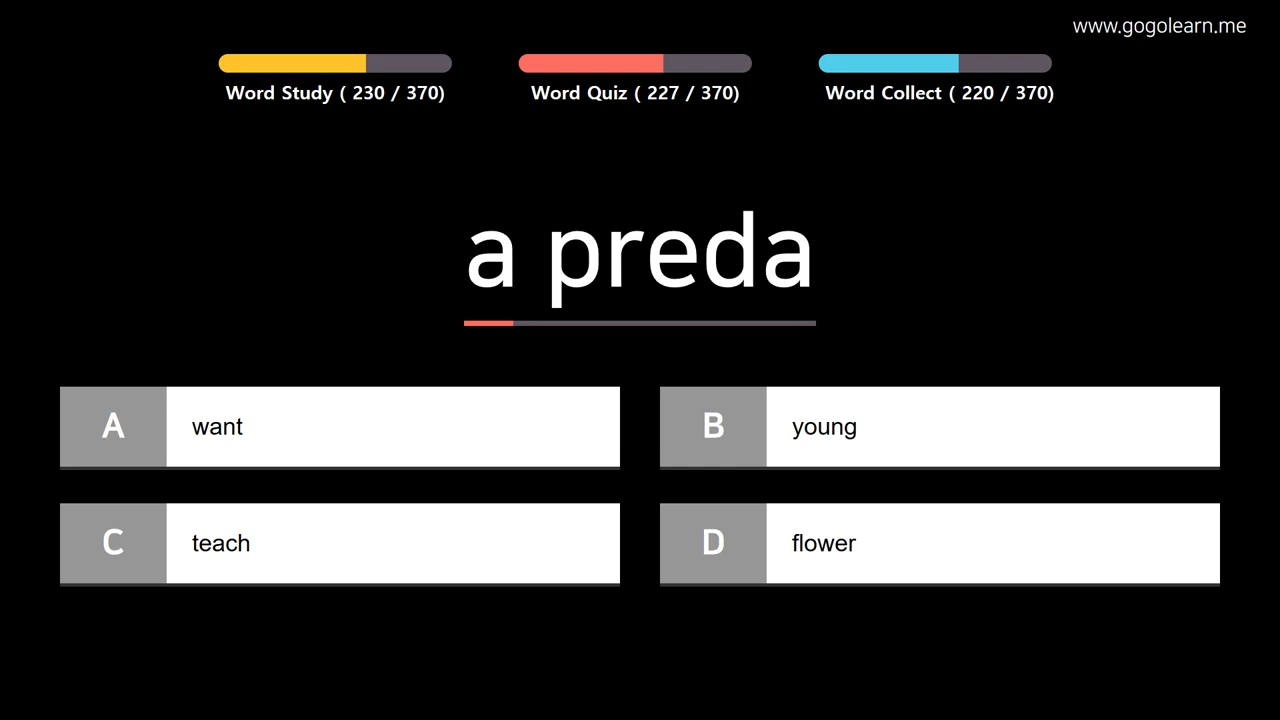 www.gogolearn.me
Word Study ( 230 / 370)
Word Quiz ( 227 / 370)
Word Collect ( 220 / 370)
a preda
A
want
B
young
C
teach
D
flower